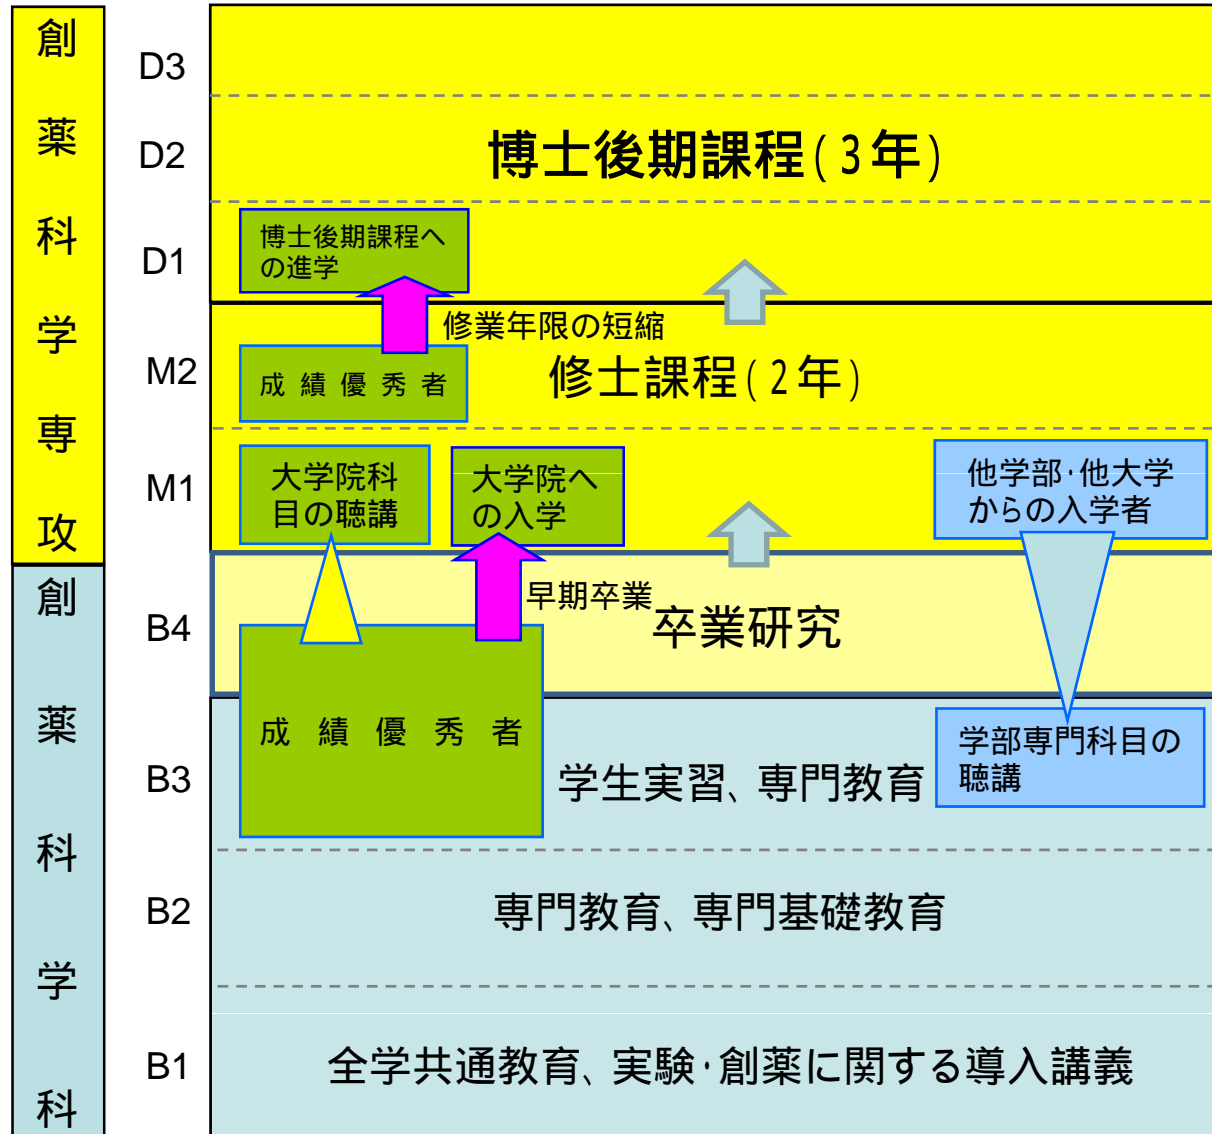 創薬科学専攻
創薬科学科
D3
D2
博士後期課程(3年)
D1
博士後期課程へ
の進学
修業年限の短縮
M2
成績優秀者
修士課程(2年)
M1
大学院科
目の聴講
大学院へ
の入学
他学部・他大学
からの入学者
B4
早期卒業
卒業研究
成績優秀者
B3
学生実習、専門教育
学部専門科目の
聴講
B2
専門教育、専門基礎教育
B1
全学共通教育、実験・創薬に関する導入講義